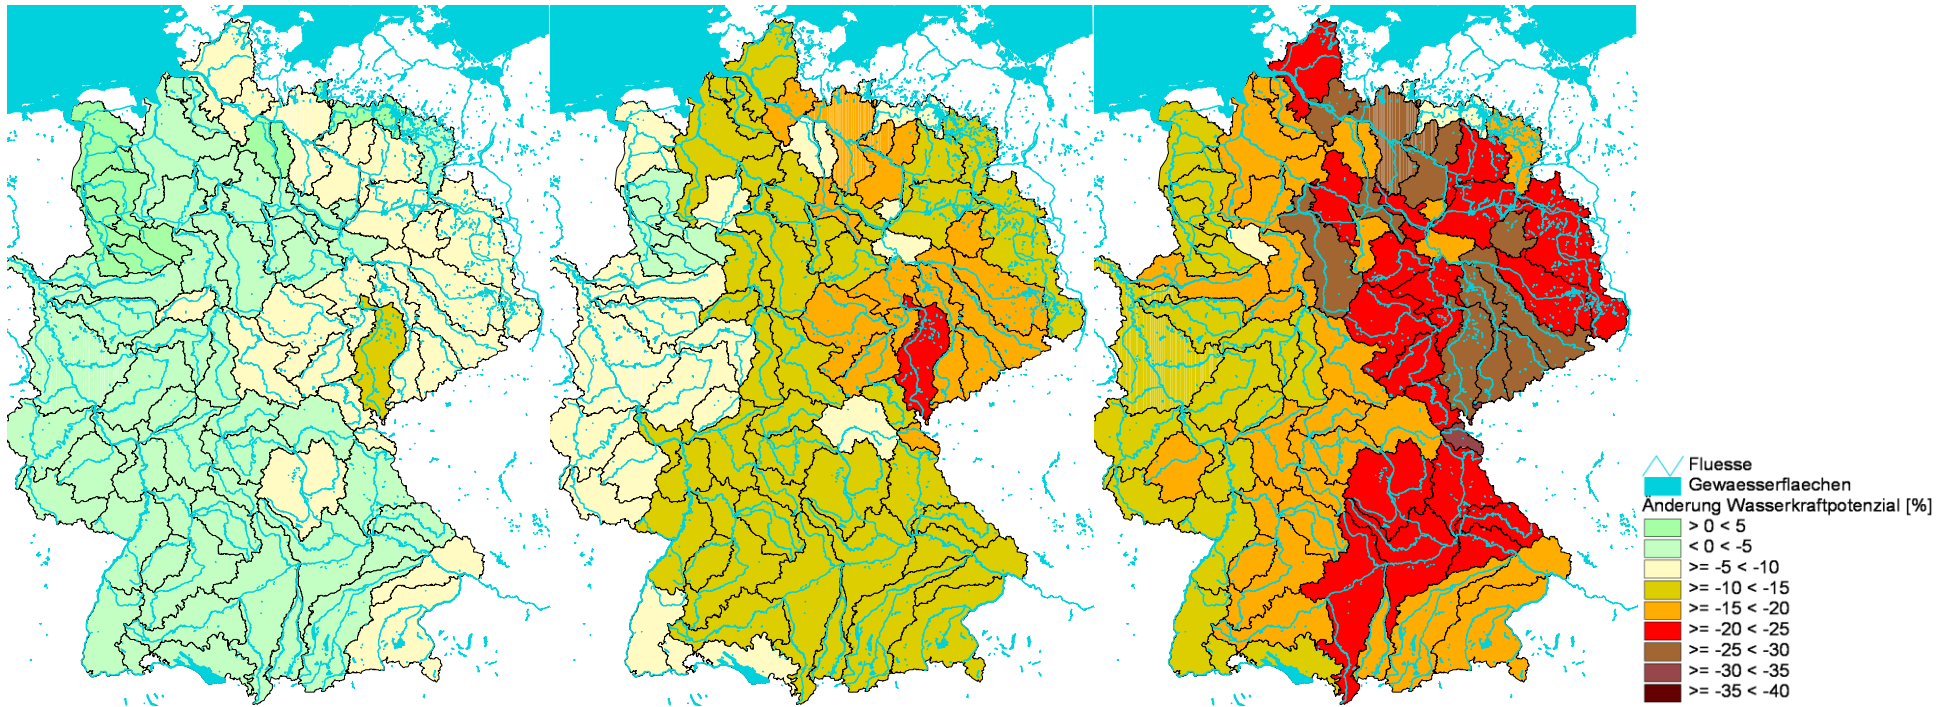 Fluesse
Gewaesserflaechen
Änderung Wasserkraftpotenzial [%]
> 0 < 5
< 0 < -5
>= -5 < -10
>= -10 < -15
>= -15 < -20
>= -20 < -25
>= -25 < -30
>= -30 < -35
>= -35 < -40